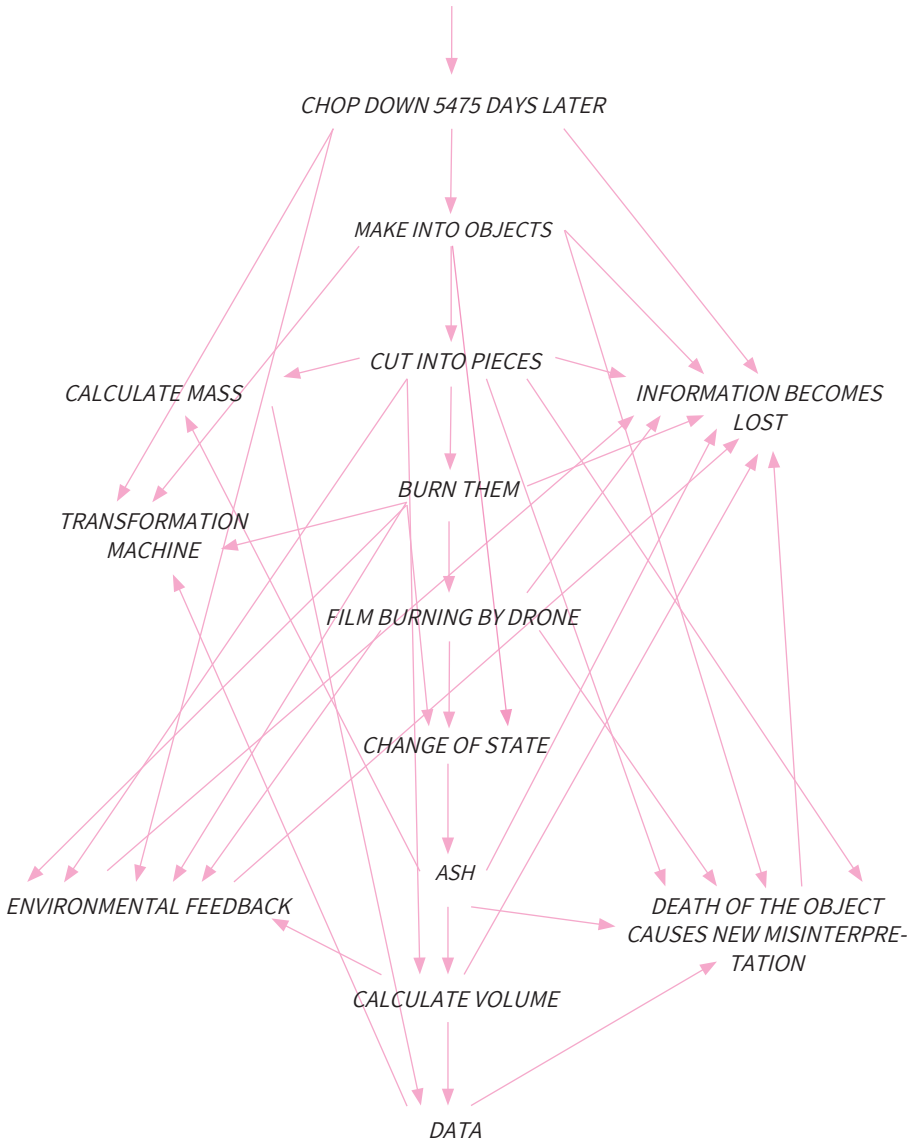 CHOP DOWN 5475 DAYS LATER
MAKE INTO OBJECTS
CUT INTO PIECES
CALCULATE MASS
INFORMATION BECOMES
LOST
BURN THEM
TRANSFORMATION
MACHINE
FILM BURNING BY DRONE
CHANGE OF STATE
ASH
ENVIRONMENTAL FEEDBACK
DEATH OF THE OBJECT
CAUSES NEW MISINTERPRE-
TATION
CALCULATE VOLUME
DATA